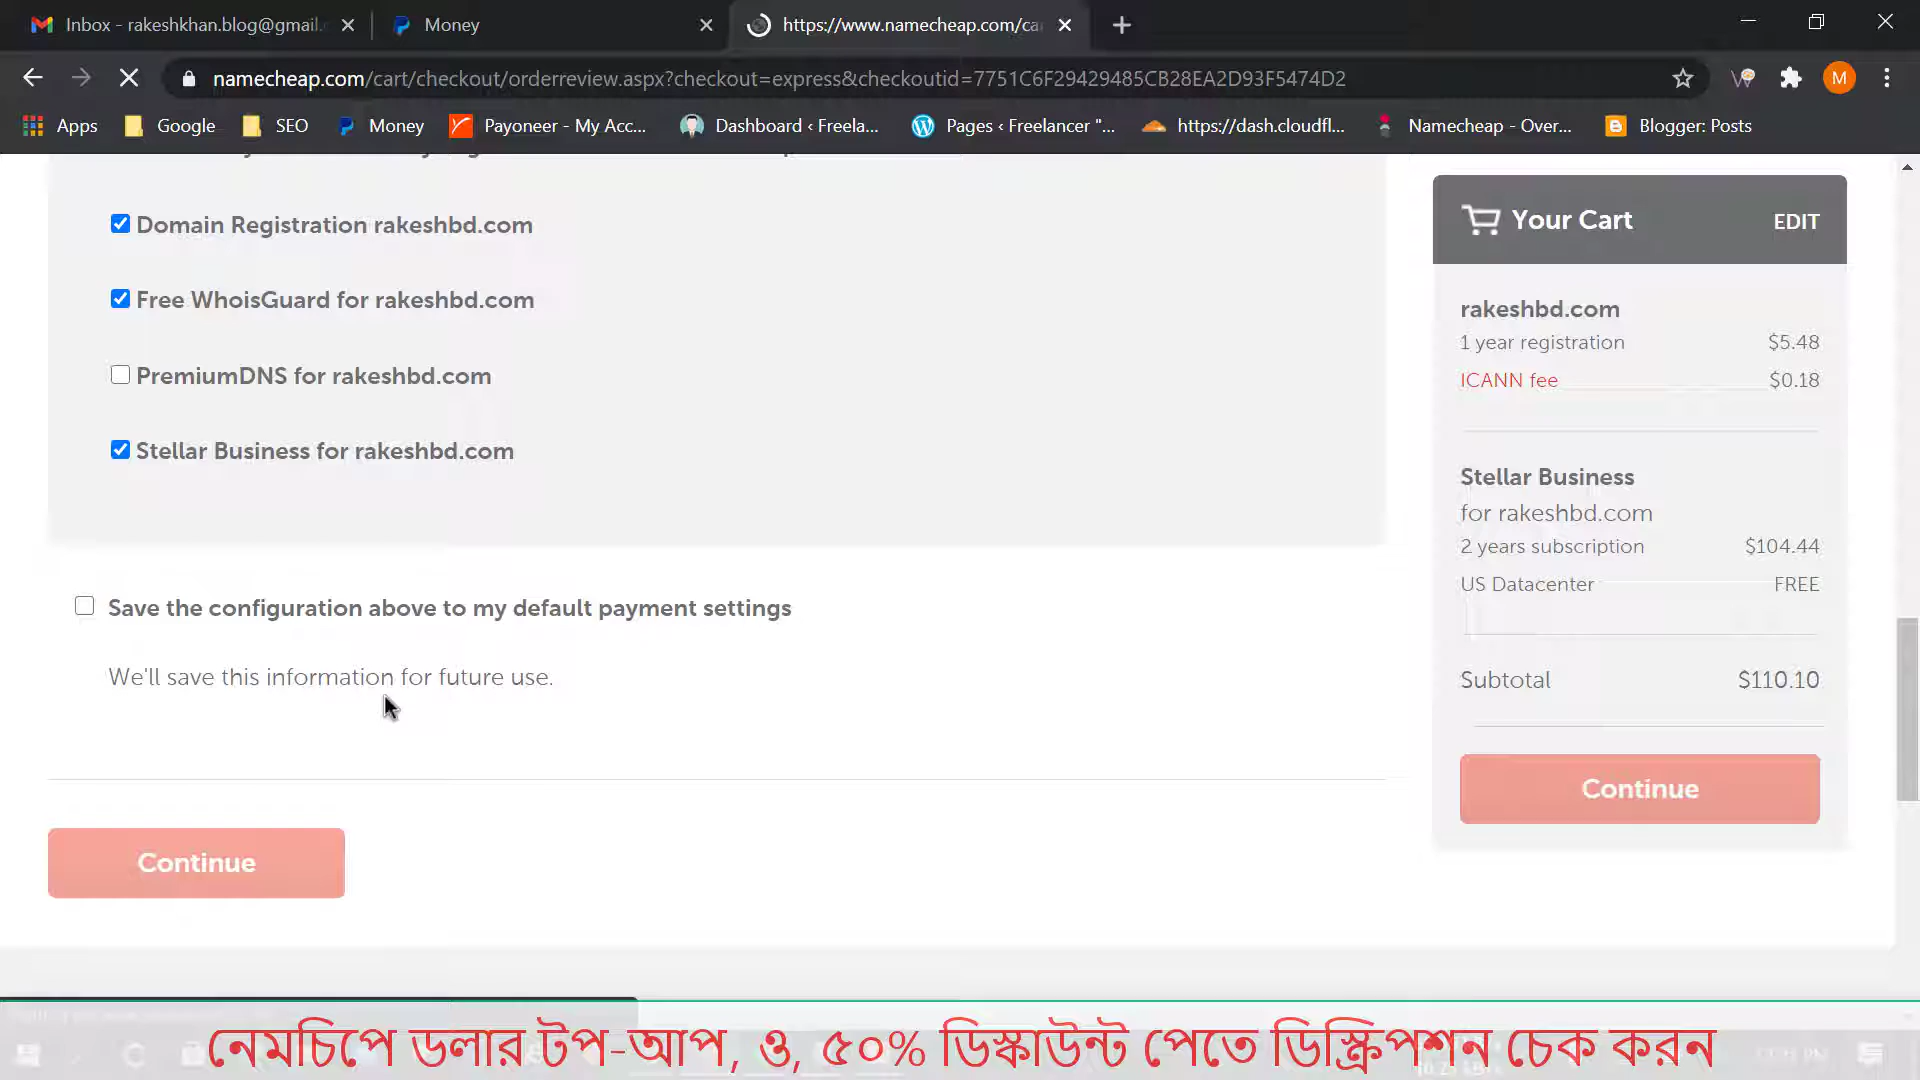 Inbox - rakeshkhan.blog@gmail.
Money
https://www.namecheap.com/ca
namecheap.com/cart/checkout/orderreview.aspx?checkout=express&checkoutid=7751C6F29429485CB28EA2D93F5474D2
M
Apps
Google
SEO
Money
Payoneer - My Acc...
Dashboard ‹ Freela...
Pages ‹ Freelancer "...
https://dash.cloudfl...
Namecheap - Over...
Blogger: Posts
Domain Registration rakeshbd.com
Free WhoisGuard for rakeshbd.com
PremiumDNS for rakeshbd.com
Stellar Business for rakeshbd.com
Save the configuration above to my default payment settings
We'll save this information for future use.
Continue
Your Cart EDIT
rakeshbd.com
1 year registration $5.48
ICANN fee $0.18
Stellar Business
for rakeshbd.com
2 years subscription $104.44
US Datacenter FREE
Subtotal $110.10
Continue
নেমচিপে ডলার টপ-আপ, ও, ৫০% ডিস্কাউন্ট পেতে ডিস্ক্রিপশন চেক করুন